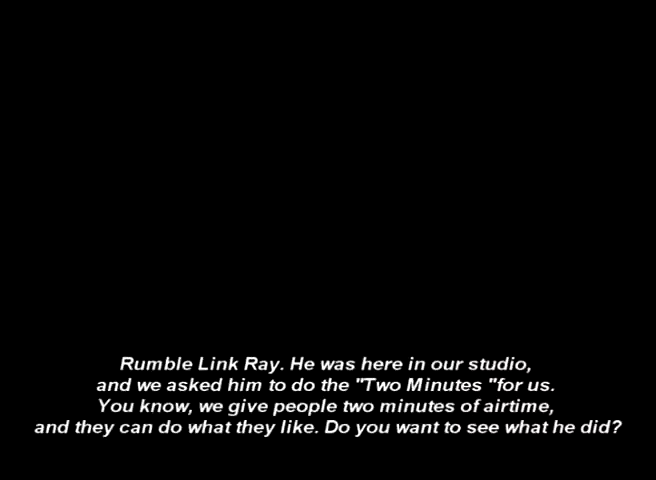 Rumble Link Ray. He was here in our studio,
and we asked him to do the "Two Minutes "for us.
You know, we give people two minutes of airtime,
and they can do what they like. Do you want to see what he did?